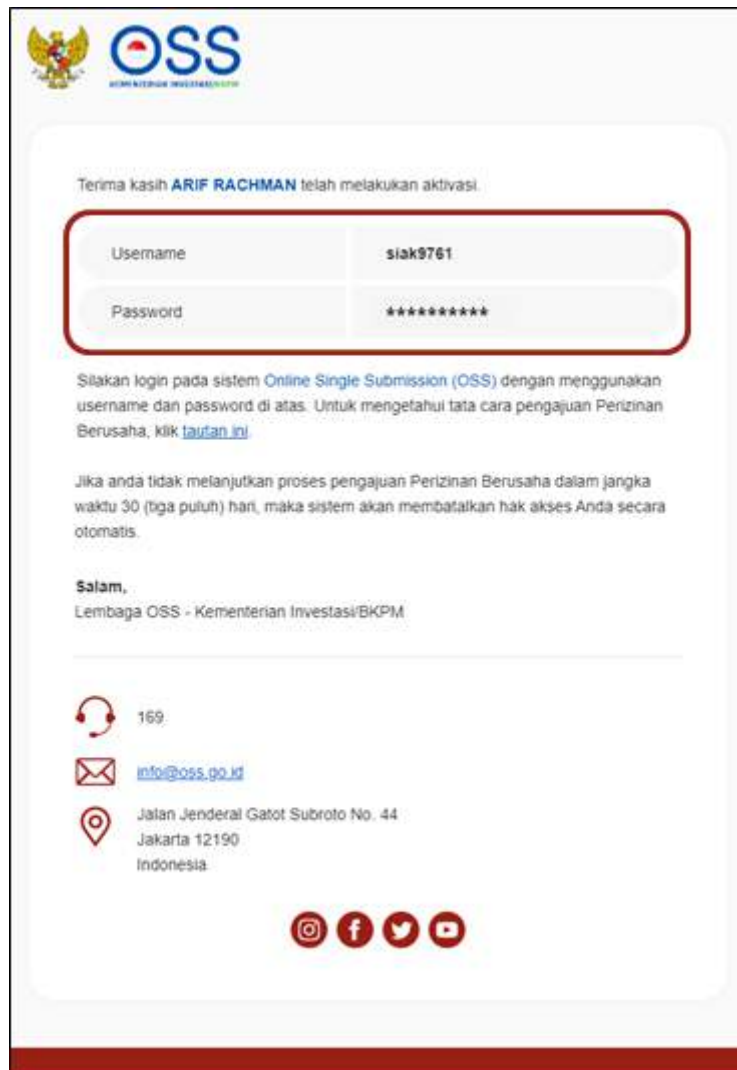 OSS
KEMENTERIAN INVESTASI/BKPM
Terima kasih ARIF RACHMAN telah melakukan aktivasi.
Username siak9761
Password **********
Silakan login pada sistem Online Single Submission (OSS) dengan menggunakan
username dan password di atas. Untuk mengetahui tata cara pengajuan Perizinan
Berusaha, klik tautan ini.
Jika anda tidak melanjutkan proses pengajuan Perizinan Berusaha dalam jangka
waktu 30 (tiga puluh) hari, maka sistem akan membatalkan hak akses Anda secara
otomatis.
Salam,
Lembaga OSS - Kementerian Investasi/BKPM
169
info@oss.go.id
Jalan Jenderal Gatot Subroto No. 44
Jakarta 12190
Indonesia